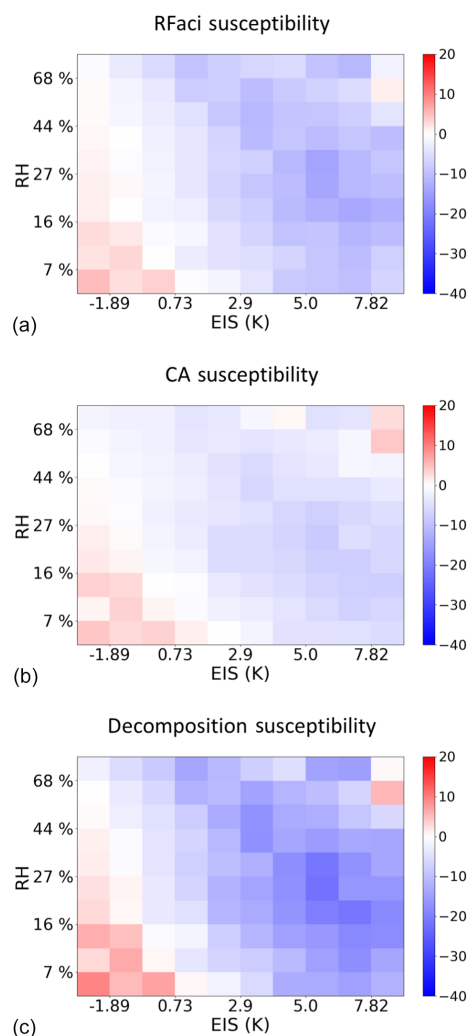 RFaci susceptibility
68 %
44 %
27 %
16 %
7 %
RH
-1.89 0.73 2.9 5.0 7.82
EIS (K)
20
10
0
−10
−20
−30
−40
(a)
CA susceptibility
68 %
44 %
27 %
16 %
7 %
RH
-1.89 0.73 2.9 5.0 7.82
EIS (K)
20
10
0
−10
−20
−30
−40
(b)
Decomposition susceptibility
68 %
44 %
27 %
16 %
7 %
RH
-1.89 0.73 2.9 5.0 7.82
EIS (K)
20
10
0
−10
−20
−30
−40
(c)